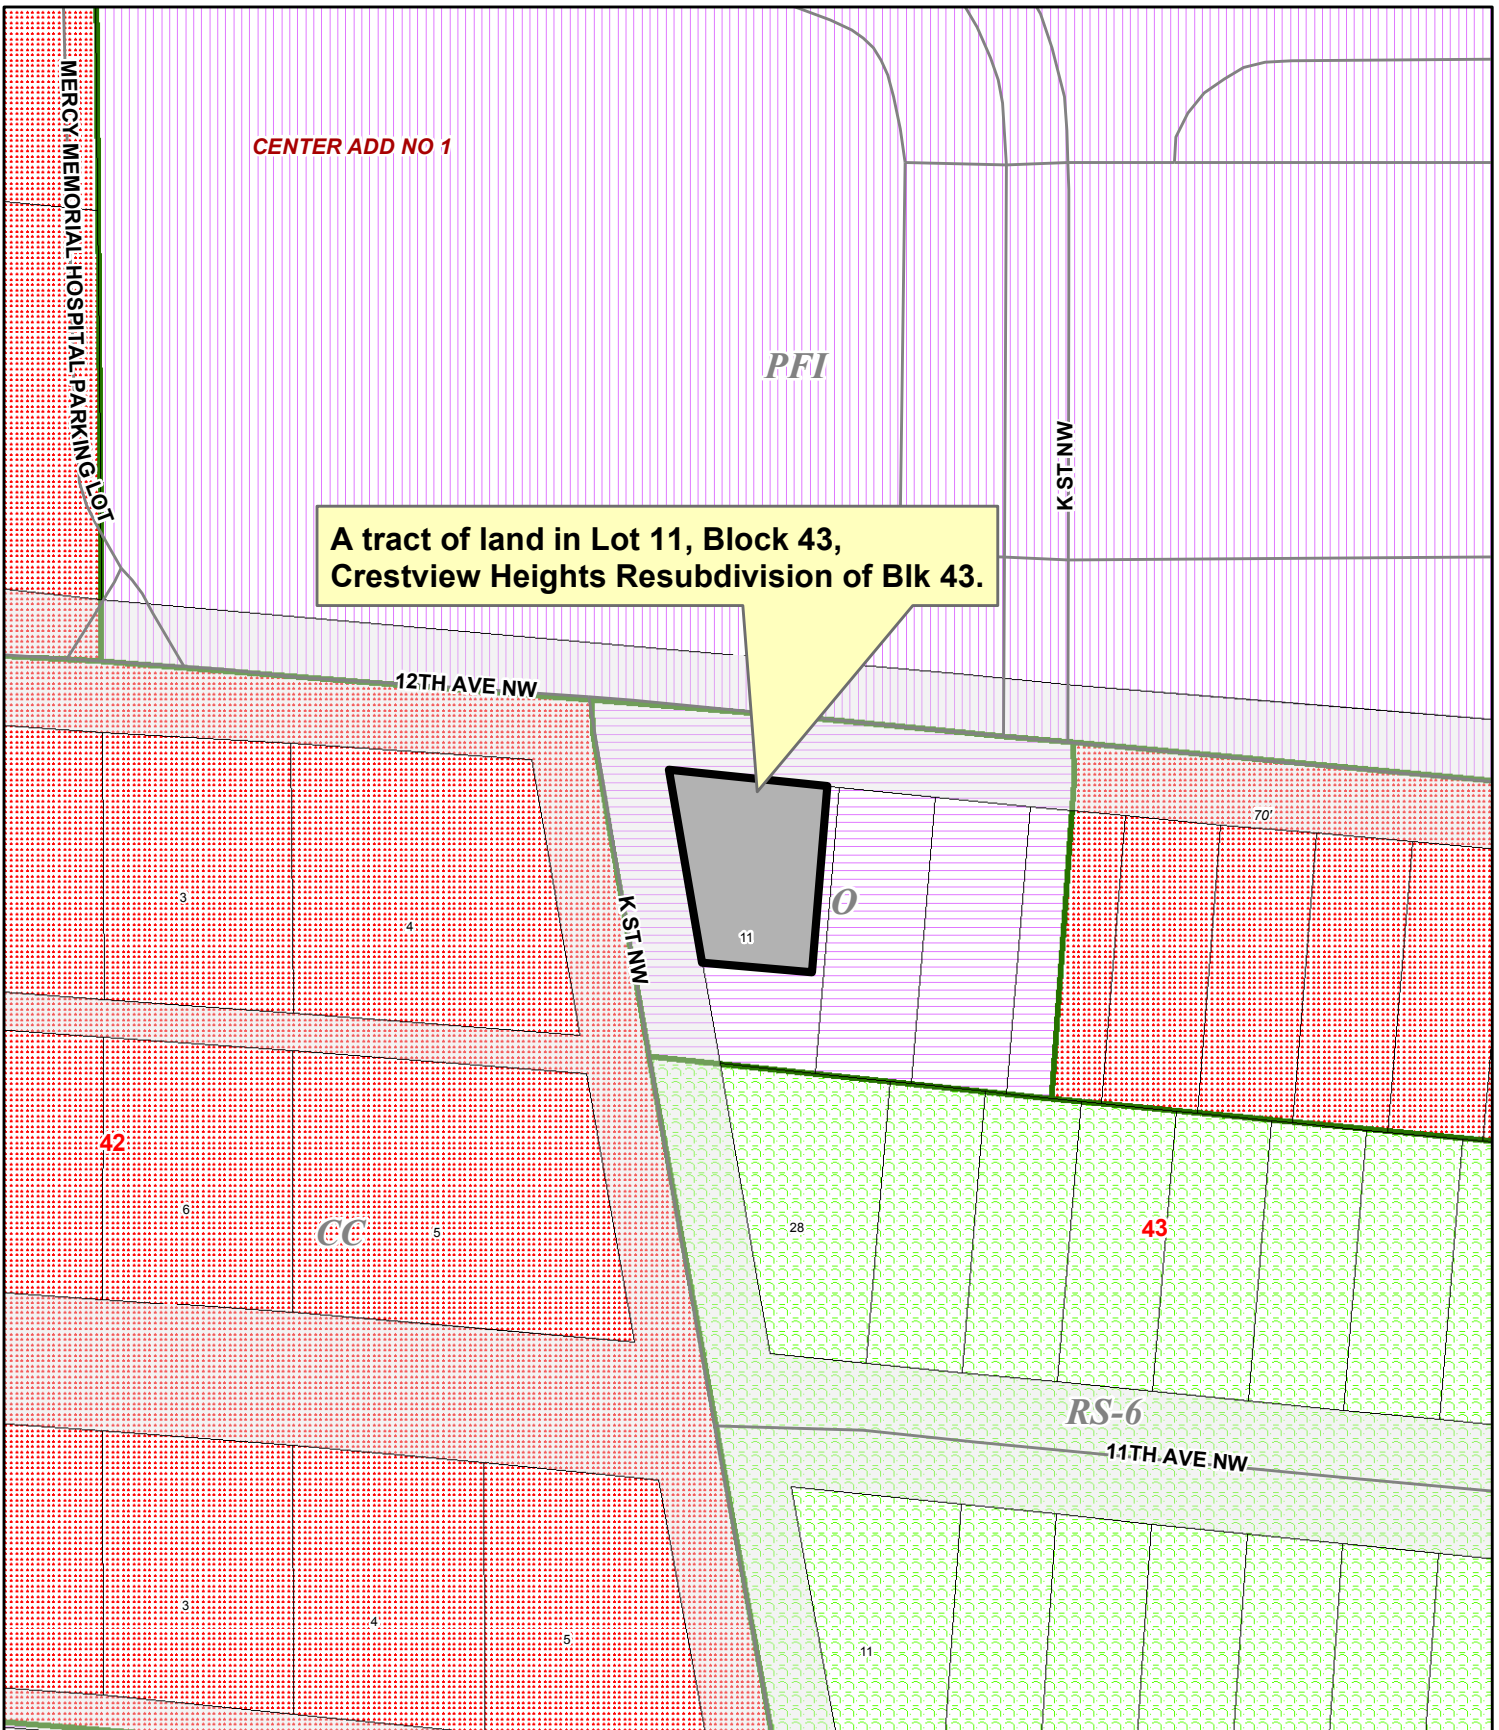 MERCY MEMORIAL HOSPITAL PARKING LOT
CENTER ADD NO 1
PFI
K ST NW
A tract of land in Lot 11, Block 43,
Crestview Heights Resubdivision of Blk 43.
12TH AVE NW
70'
3
4
K ST NW
O
11
42
6
CC
5
28
43
RS-6
11TH AVE NW
3
4
5
11